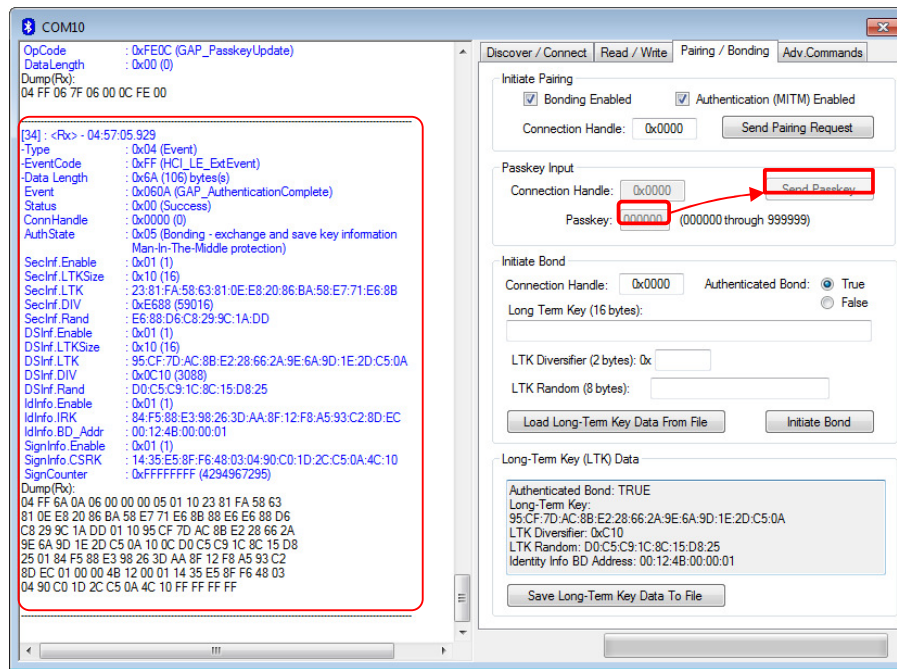 COM10
OpCode : 0xFE0C (GAP_PasskeyUpdate)
DataLength : 0x00 (0)
Dump(Rx):
04 FF 06 7F 06 00 0C FE 00
[34] : <Rx> - 04:57:05.929
-Type : 0x04 (Event)
-EventCode : 0xFF (HCI_LE_ExtEvent)
-Data Length : 0x6A (106) bytes(s)
Event : 0x060A (GAP_AuthenticationComplete)
Status : 0x00 (Success)
ConnHandle : 0x0000 (0)
AuthState : 0x05 (Bonding - exchange and save key information
Man-In-The-Middle protection)
SecInf.Enable : 0x01 (1)
SecInf.LTKSize : 0x10 (16)
SecInf.LTK : 23:81:FA:58:63:81:0E:E8:20:86:BA:58:E7:71:E6:8B
SecInf.DIV : 0xE688 (59016)
SecInf.Rand : E6:88:D6:C8:29:9C:1A:DD
DSInf.Enable : 0x01 (1)
DSInf.LTKSize : 0x10 (16)
DSInf.LTK : 95:CF:7D:AC:8B:E2:28:66:2A:9E:6A:9D:1E:2D:C5:0A
DSInf.DIV : 0x0C10 (3088)
DSInf.Rand : D0:C5:C9:1C:8C:15:D8:25
IdInfo.Enable : 0x01 (1)
IdInfo.IRK : 84:F5:88:E3:98:26:3D:AA:8F:12:F8:A5:93:C2:8D:EC
IdInfo.BD_Addr : 00:12:4B:00:00:01
SignInfo.Enable : 0x01 (1)
SignInfo.CSRK : 14:35:E5:8F:F6:48:03:04:90:C0:1D:2C:C5:0A:4C:10
SignCounter : 0xFFFFFFFF (4294967295)
Dump(Rx):
04 FF 6A 0A 06 00 00 00 05 01 10 23 81 FA 58 63
81 0E E8 20 86 BA 58 E7 71 E6 8B 88 E6 E6 88 D6
C8 29 9C 1A DD 01 10 95 CF 7D AC 8B E2 28 66 2A
9E 6A 9D 1E 2D C5 0A 10 0C D0 C5 C9 1C 8C 15 D8
25 01 84 F5 88 E3 98 26 3D AA 8F 12 F8 A5 93 C2
8D EC 01 00 00 4B 12 00 01 14 35 E5 8F F6 48 03
04 90 C0 1D 2C C5 0A 4C 10 FF FF FF FF
Discover / Connect Read / Write Pairing / Bonding Adv.Commands
Initiate Pairing
Bonding Enabled Authentication (MITM) Enabled
Connection Handle: 0x0000 Send Pairing Request
Passkey Input
Connection Handle: 0x0000 Send Passkey
Passkey: 000000 (000000 through 999999)
Initiate Bond
Connection Handle: 0x0000 Authenticated Bond: True
False
Long Term Key (16 bytes):
LTK Diversifier (2 bytes): 0x
LTK Random (8 bytes):
Load Long-Term Key Data From File Initiate Bond
Long-Term Key (LTK) Data
Authenticated Bond: TRUE
Long-Term Key:
95:CF:7D:AC:8B:E2:28:66:2A:9E:6A:9D:1E:2D:C5:0A
LTK Diversifier: 0xC10
LTK Random: D0:C5:C9:1C:8C:15:D8:25
Identity Info BD Address: 00:12:4B:00:00:01
Save Long-Term Key Data To File